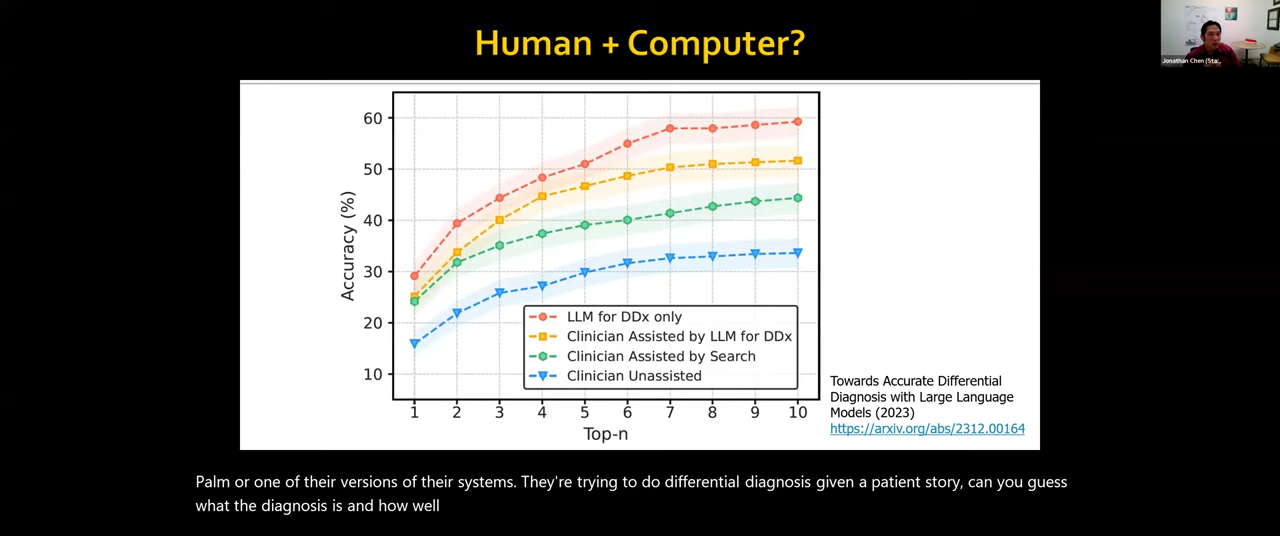 Human + Computer?
Jonathan Chen (Sta...
60
50
40
30
20
10
Accuracy (%)
LLM for DDx only
Clinician Assisted by LLM for DDx
Clinician Assisted by Search
Clinician Unassisted
1 2 3 4 5 6 7 8 9 10
Top-n
Towards Accurate Differential
Diagnosis with Large Language
Models (2023)
https://arxiv.org/abs/2312.00164
Palm or one of their versions of their systems. They're trying to do differential diagnosis given a patient story, can you guess
what the diagnosis is and how well